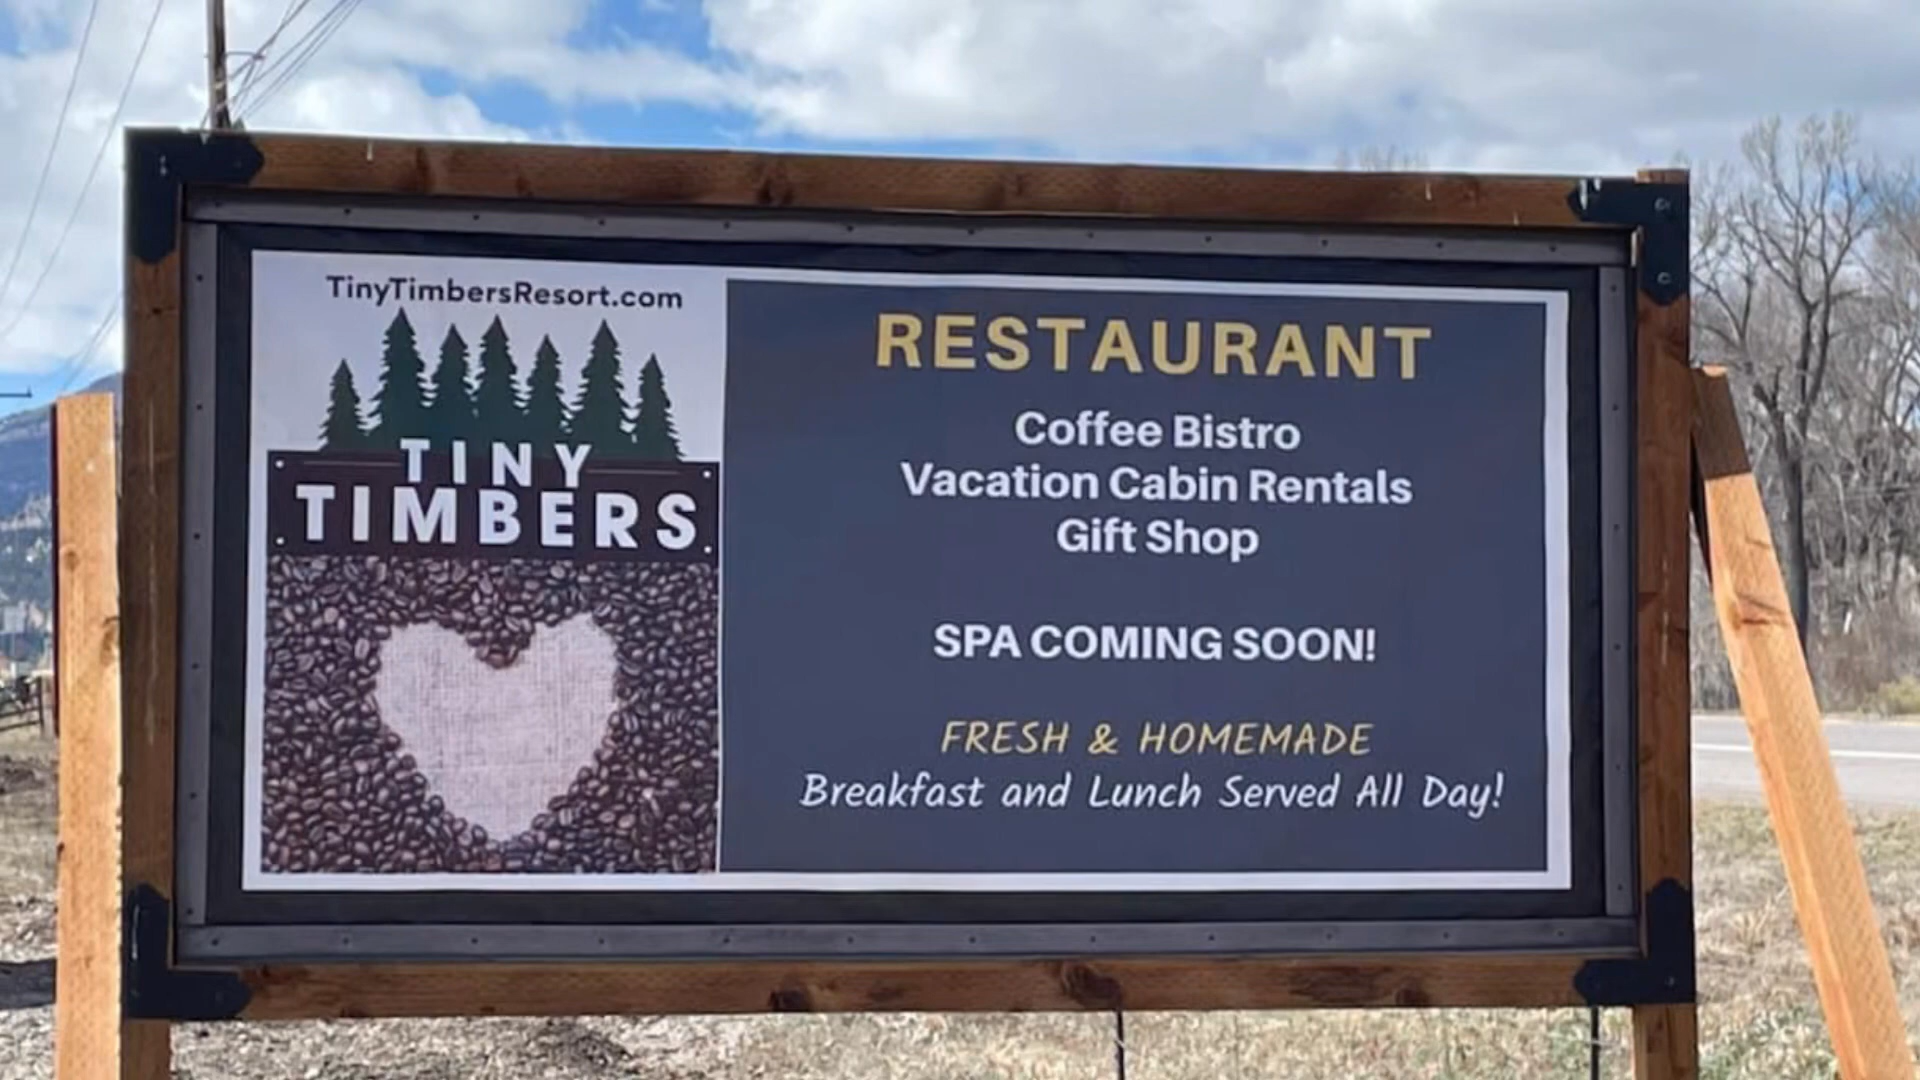 TinyTimbersResort.com
TINY
TIMBERS
RESTAURANT
Coffee Bistro
Vacation Cabin Rentals
Gift Shop
SPA COMING SOON!
FRESH & HOMEMADE
Breakfast and Lunch Served All Day!